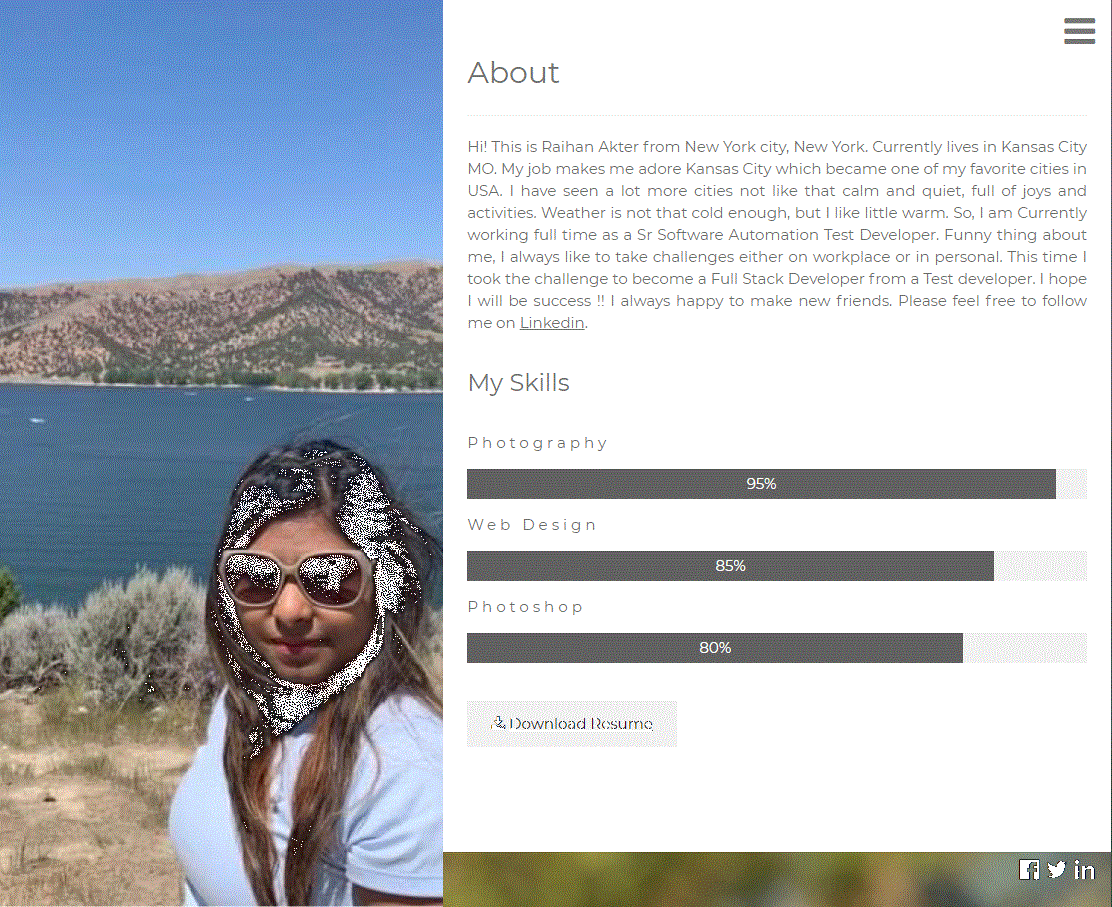 About
Hi! This is Raihan Akter from New York city, New York. Currently lives in Kansas City
MO. My job makes me adore Kansas City which became one of my favorite cities in
USA. I have seen a lot more cities not like that calm and quiet, full of joys and
activities. Weather is not that cold enough, but I like little warm. So, I am Currently
working full time as a Sr Software Automation Test Developer. Funny thing about
me, I always like to take challenges either on workplace or in personal. This time I
took the challenge to become a Full Stack Developer from a Test developer. I hope
I will be success !! I always happy to make new friends. Please feel free to follow
me on Linkedin.
My Skills
Photography
95%
Web Design
85%
Photoshop
80%
Download Resume
in